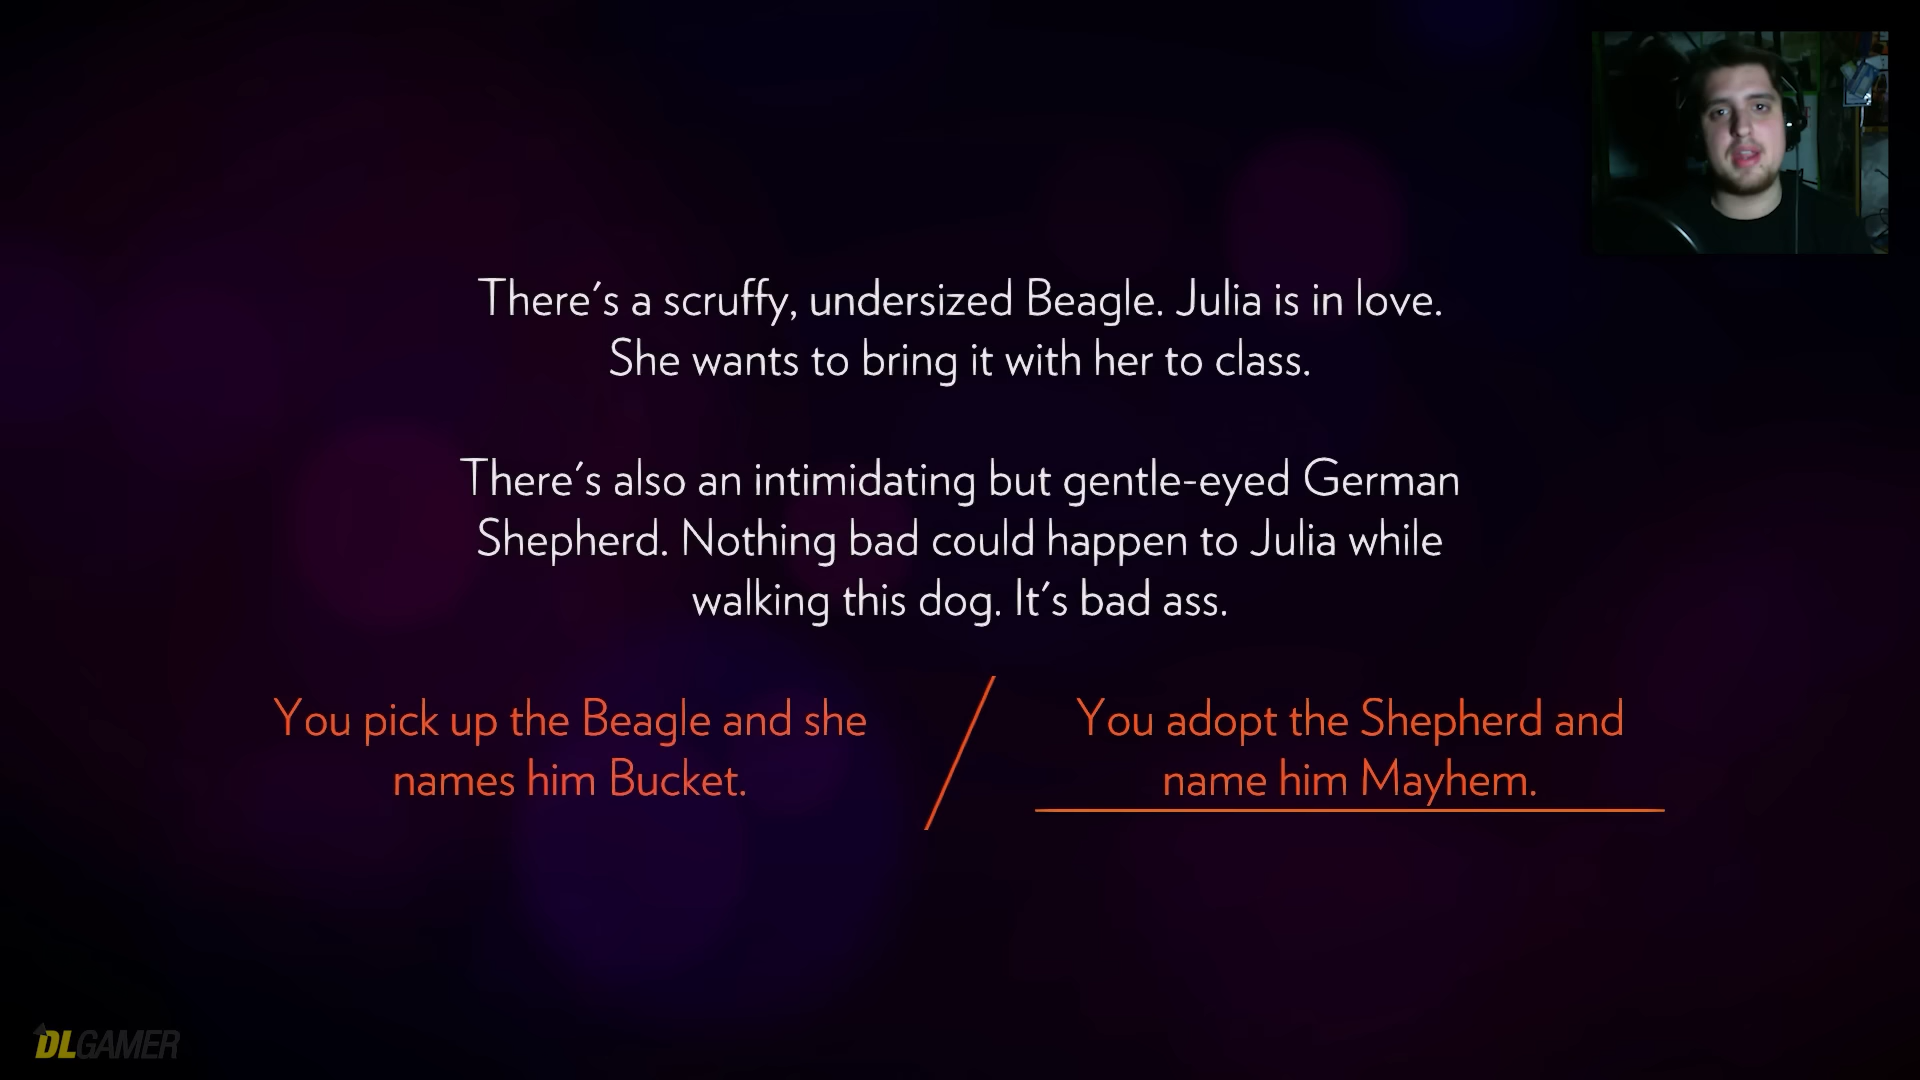 There's a scruffy, undersized Beagle. Julia is in love.
She wants to bring it with her to class.
There's also an intimidating but gentle-eyed German
Shepherd. Nothing bad could happen to Julia while
walking this dog. It's bad ass.
You pick up the Beagle and she
names him Bucket.
You adopt the Shepherd and
name him Mayhem.
DLGAMER